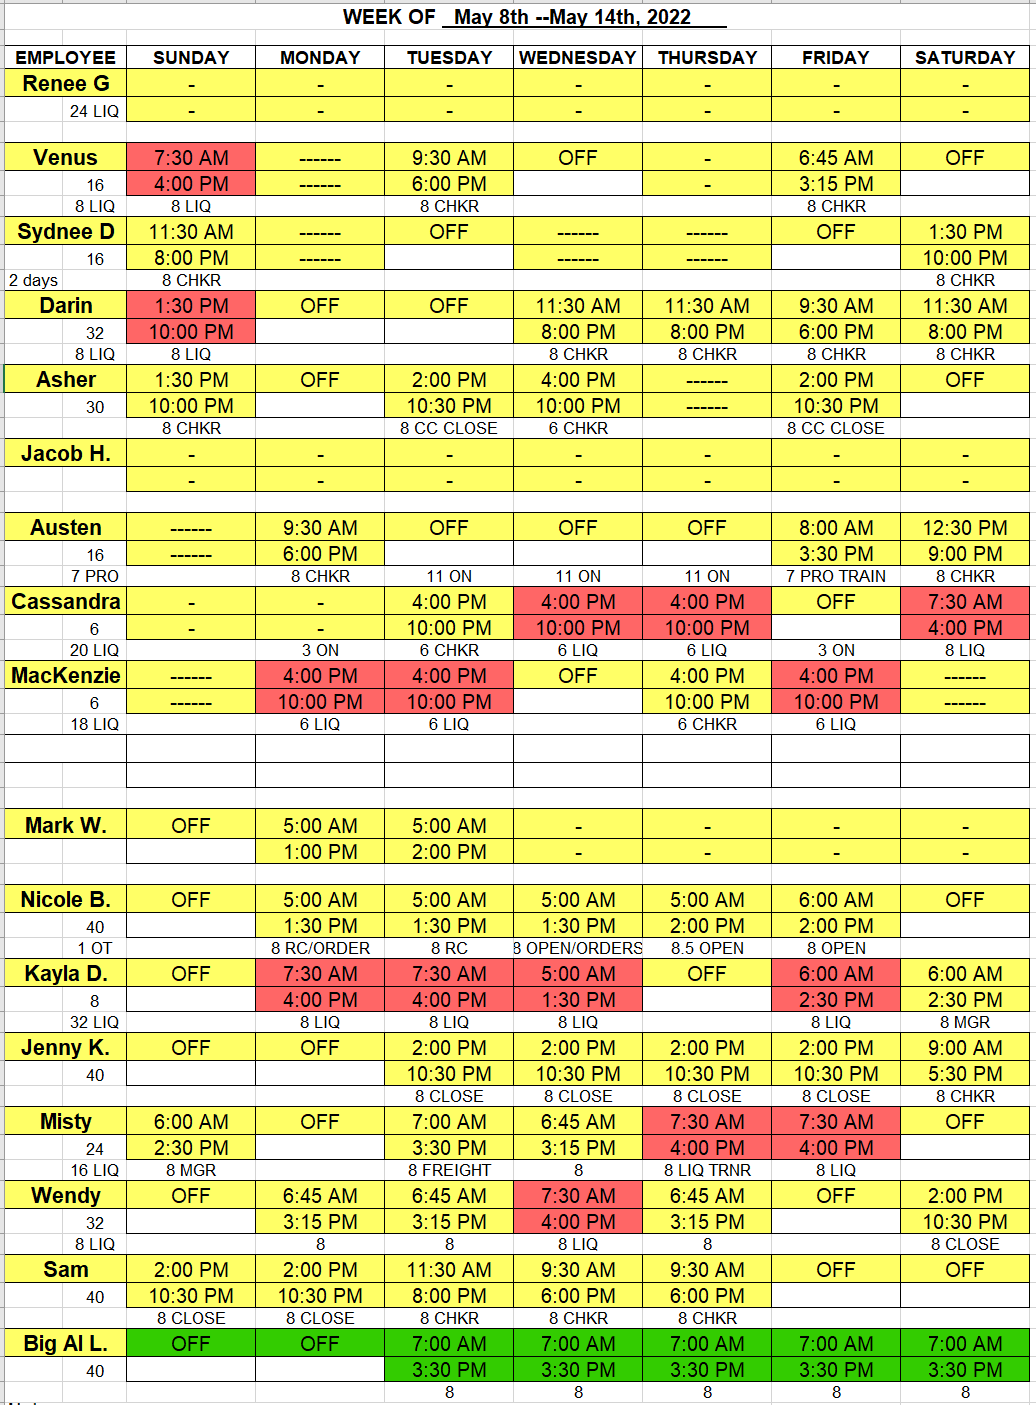 WEEK OF May 8th --May 14th, 2022
EMPLOYEE SUNDAY MONDAY TUESDAY WEDNESDAY THURSDAY FRIDAY SATURDAY
Renee G - - - - - - -
24 LIQ - - - - - - -
Venus 7:30 AM ------ 9:30 AM OFF - 6:45 AM OFF
16 4:00 PM ------ 6:00 PM - 3:15 PM
8 LIQ 8 LIQ 8 CHKR 8 CHKR
Sydnee D 11:30 AM ------ OFF ------ ------ OFF 1:30 PM
16 8:00 PM ------ ------ ------ 10:00 PM
2 days 8 CHKR 8 CHKR
Darin 1:30 PM OFF OFF 11:30 AM 11:30 AM 9:30 AM 11:30 AM
32 10:00 PM 8:00 PM 8:00 PM 6:00 PM 8:00 PM
8 LIQ 8 LIQ 8 CHKR 8 CHKR 8 CHKR 8 CHKR
Asher 1:30 PM OFF 2:00 PM 4:00 PM ------ 2:00 PM OFF
30 10:00 PM 10:30 PM 10:00 PM ------ 10:30 PM
8 CHKR 8 CC CLOSE 6 CHKR 8 CC CLOSE
Jacob H. - - - - - - -
- - - - - - -
Austen ------ 9:30 AM OFF OFF OFF 8:00 AM 12:30 PM
16 ------ 6:00 PM 3:30 PM 9:00 PM
7 PRO 8 CHKR 11 ON 11 ON 11 ON 7 PRO TRAIN 8 CHKR
Cassandra - - 4:00 PM 4:00 PM 4:00 PM OFF 7:30 AM
6 - - 10:00 PM 10:00 PM 10:00 PM 4:00 PM
20 LIQ 3 ON 6 CHKR 6 LIQ 6 LIQ 3 ON 8 LIQ
MacKenzie ------ 4:00 PM 4:00 PM OFF 4:00 PM 4:00 PM ------
6 ------ 10:00 PM 10:00 PM 10:00 PM 10:00 PM ------
18 LIQ 6 LIQ 6 LIQ 6 CHKR 6 LIQ
Mark W. OFF 5:00 AM 5:00 AM - - - -
1:00 PM 2:00 PM - - - -
Nicole B. OFF 5:00 AM 5:00 AM 5:00 AM 5:00 AM 6:00 AM OFF
40 1:30 PM 1:30 PM 1:30 PM 2:00 PM 2:00 PM
1 OT 8 RC/ORDER 8 RC 8 OPEN/ORDERS 8.5 OPEN 8 OPEN
Kayla D. OFF 7:30 AM 7:30 AM 5:00 AM OFF 6:00 AM 6:00 AM
8 4:00 PM 4:00 PM 1:30 PM 2:30 PM 2:30 PM
32 LIQ 8 LIQ 8 LIQ 8 LIQ 8 LIQ 8 MGR
Jenny K. OFF OFF 2:00 PM 2:00 PM 2:00 PM 2:00 PM 9:00 AM
40 10:30 PM 10:30 PM 10:30 PM 10:30 PM 5:30 PM
8 CLOSE 8 CLOSE 8 CLOSE 8 CLOSE 8 CHKR
Misty 6:00 AM OFF 7:00 AM 6:45 AM 7:30 AM 7:30 AM OFF
24 2:30 PM 3:30 PM 3:15 PM 4:00 PM 4:00 PM
16 LIQ 8 MGR 8 FREIGHT 8 8 LIQ TRNR 8 LIQ
Wendy OFF 6:45 AM 6:45 AM 7:30 AM 6:45 AM OFF 2:00 PM
32 3:15 PM 3:15 PM 4:00 PM 3:15 PM 10:30 PM
8 LIQ 8 8 8 LIQ 8 8 CLOSE
Sam 2:00 PM 2:00 PM 11:30 AM 9:30 AM 9:30 AM OFF OFF
40 10:30 PM 10:30 PM 8:00 PM 6:00 PM 6:00 PM
8 CLOSE 8 CLOSE 8 CHKR 8 CHKR 8 CHKR
Big Al L. OFF OFF 7:00 AM 7:00 AM 7:00 AM 7:00 AM 7:00 AM
40 3:30 PM 3:30 PM 3:30 PM 3:30 PM 3:30 PM
8 8 8 8 8